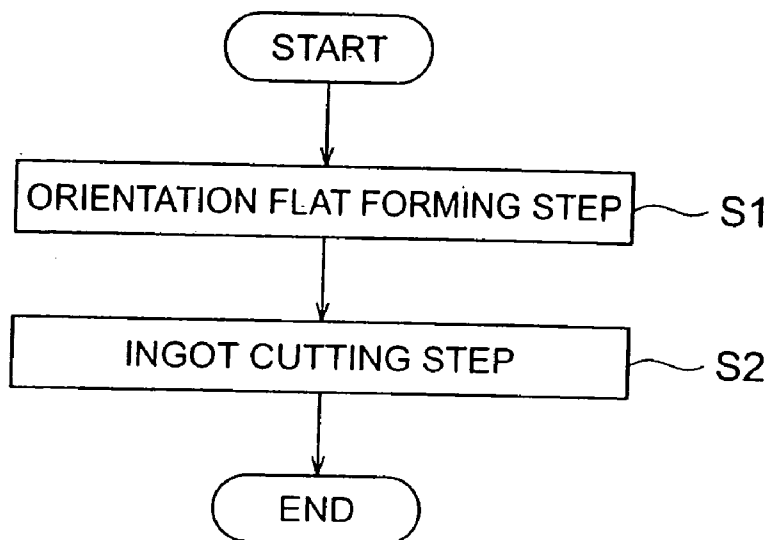 START
ORIENTATION FLAT FORMING STEP
S1
INGOT CUTTING STEP
S2
END